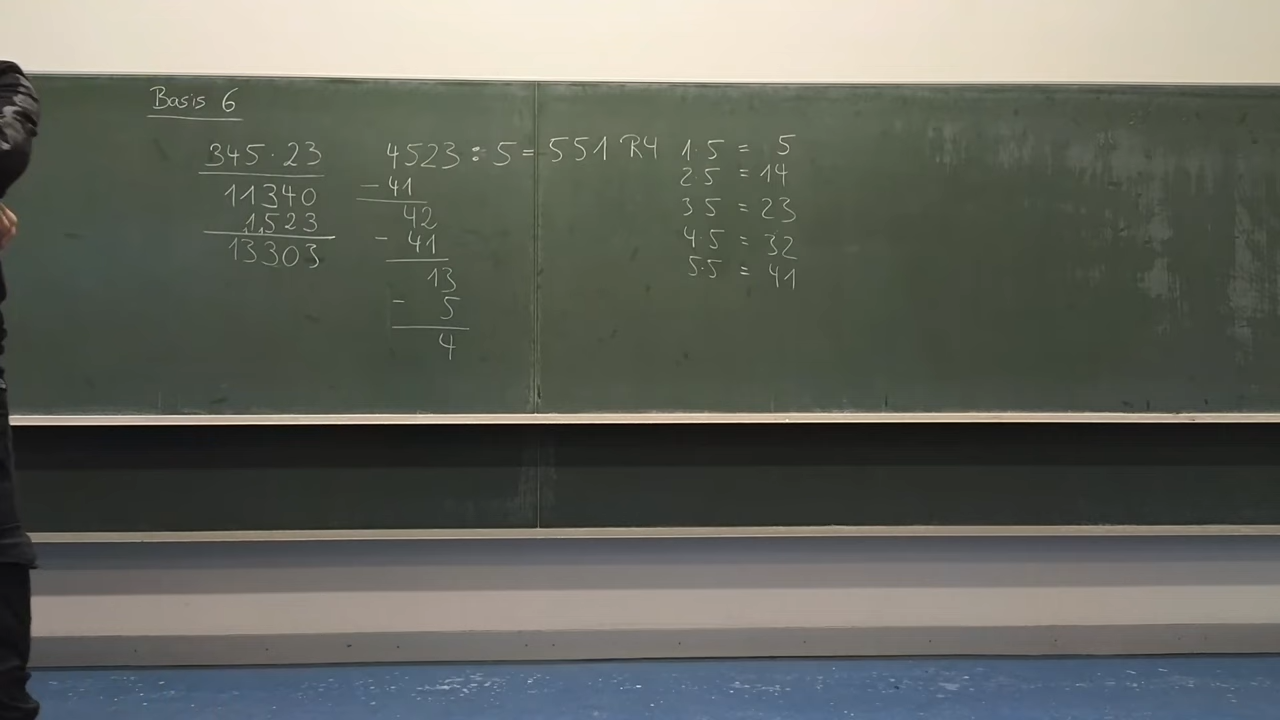 Basis 6
345 · 23
11340
1523
13303
4523 : 5 = 551 R4
- 41
42
- 41
13
- 5
4
1·5 = 5
2·5 = 14
3 5 = 23
4·5 = 32
5·5 = 41